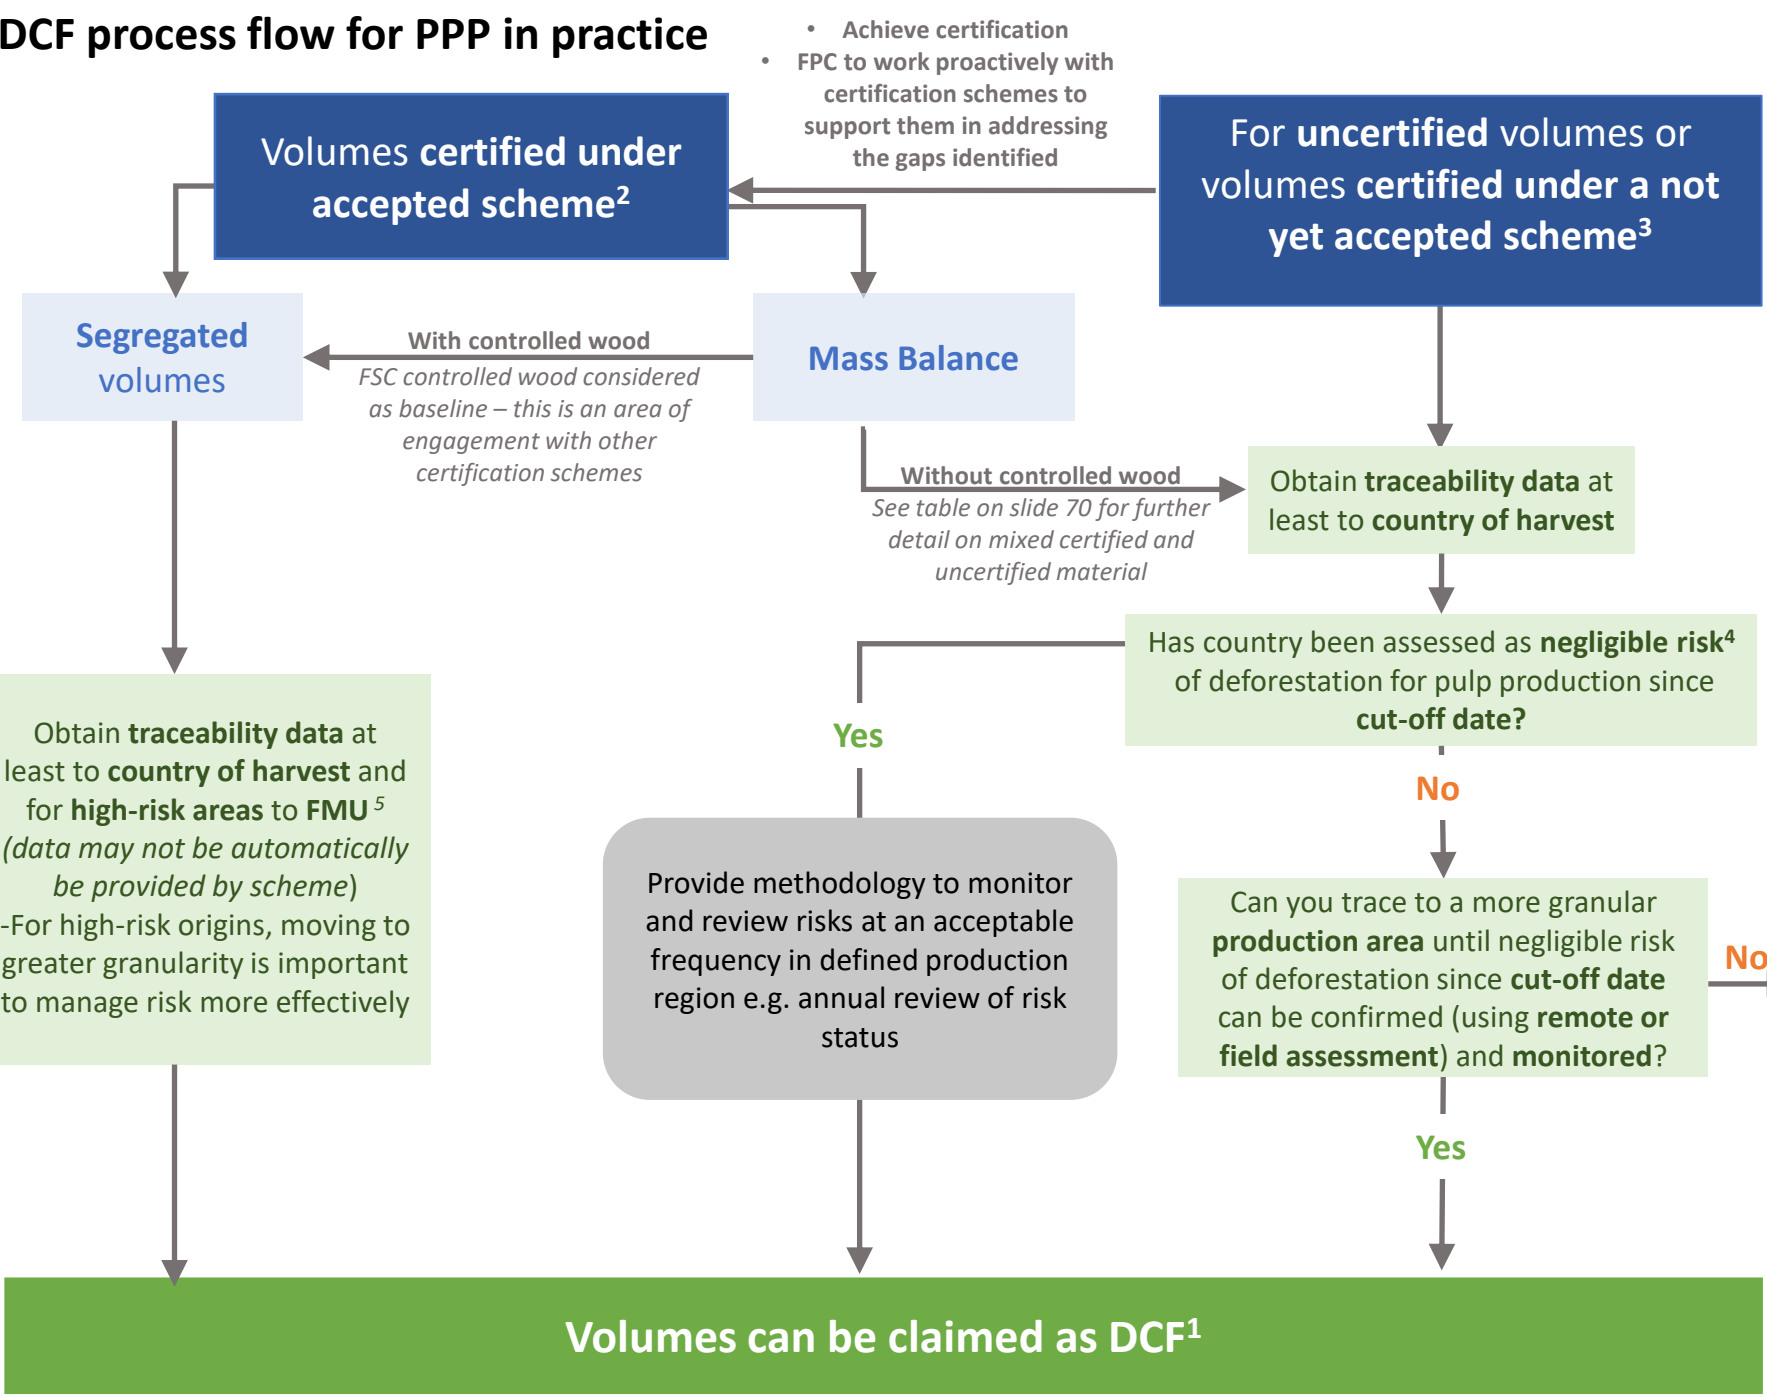 DCF process flow for PPP in practice
• Achieve certification
• FPC to work proactively with
certification schemes to
support them in addressing
the gaps identified
Volumes certified under
accepted scheme²
For uncertified volumes or
volumes certified under a not
yet accepted scheme³
Segregated
volumes
With controlled wood
FSC controlled wood considered
as baseline – this is an area of
engagement with other
certification schemes
Mass Balance
Without controlled wood
See table on slide 70 for further
detail on mixed certified and
uncertified material
Obtain traceability data at
least to country of harvest
Has country been assessed as negligible risk⁴
of deforestation for pulp production since
cut-off date?
Yes
No
Obtain traceability data at
least to country of harvest and
for high-risk areas to FMU ⁵
(data may not be automatically
be provided by scheme)
-For high-risk origins, moving to
greater granularity is important
to manage risk more effectively
Provide methodology to monitor
and review risks at an acceptable
frequency in defined production
region e.g. annual review of risk
status
Can you trace to a more granular
production area until negligible risk
of deforestation since cut-off date
can be confirmed (using remote or
field assessment) and monitored?
No
Yes
Volumes can be claimed as DCF¹